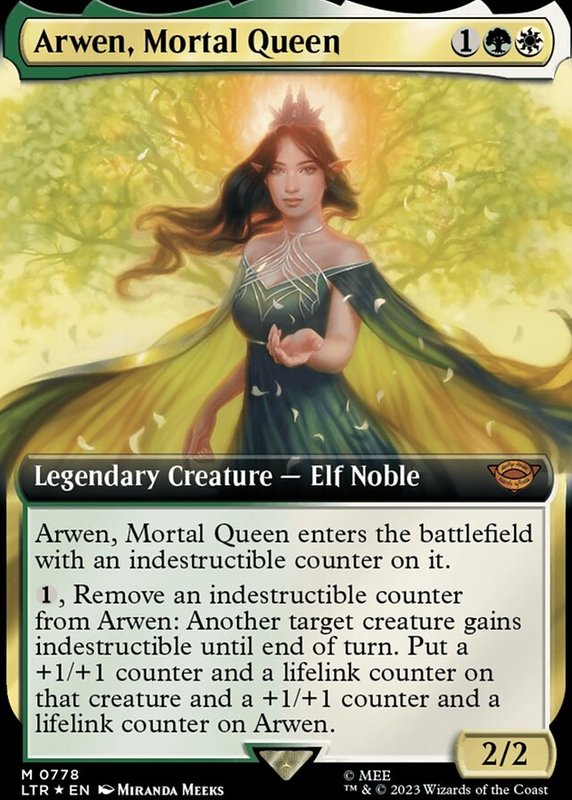 Arwen, Mortal Queen 1
Legendary Creature — Elf Noble
Arwen, Mortal Queen enters the battlefield
with an indestructible counter on it.
1, Remove an indestructible counter
from Arwen: Another target creature gains
indestructible until end of turn. Put a
+1/+1 counter and a lifelink counter on
that creature and a +1/+1 counter and a
lifelink counter on Arwen.
2/2
M 0778
LTR ★ EN Miranda Meeks
© MEE
™ & © 2023 Wizards of the Coast